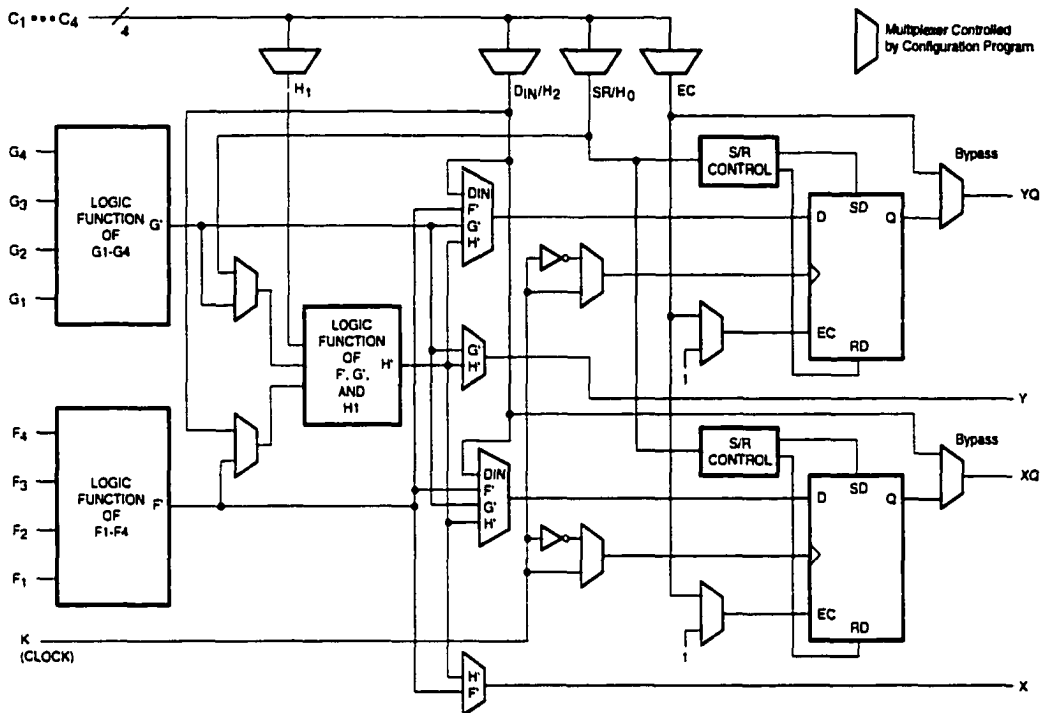 C1 ••• C4
4
Multiplexer Controlled
by Configuration Program
H1
DIN/H2
SR/H0
EC
G4
G3
G2
G1
LOGIC
FUNCTION
OF
G1-G4
G'
DIN
F'
G'
H'
S/R
CONTROL
Bypass
D
SD
Q
YQ
EC
RD
1
LOGIC
FUNCTION
OF
F', G',
AND
H1
H'
G'
H'
Y
F4
F3
F2
F1
LOGIC
FUNCTION
OF
F1-F4
F'
DIN
F'
G'
H'
S/R
CONTROL
Bypass
D
SD
Q
XQ
EC
RD
1
K
(CLOCK)
H'
F'
X